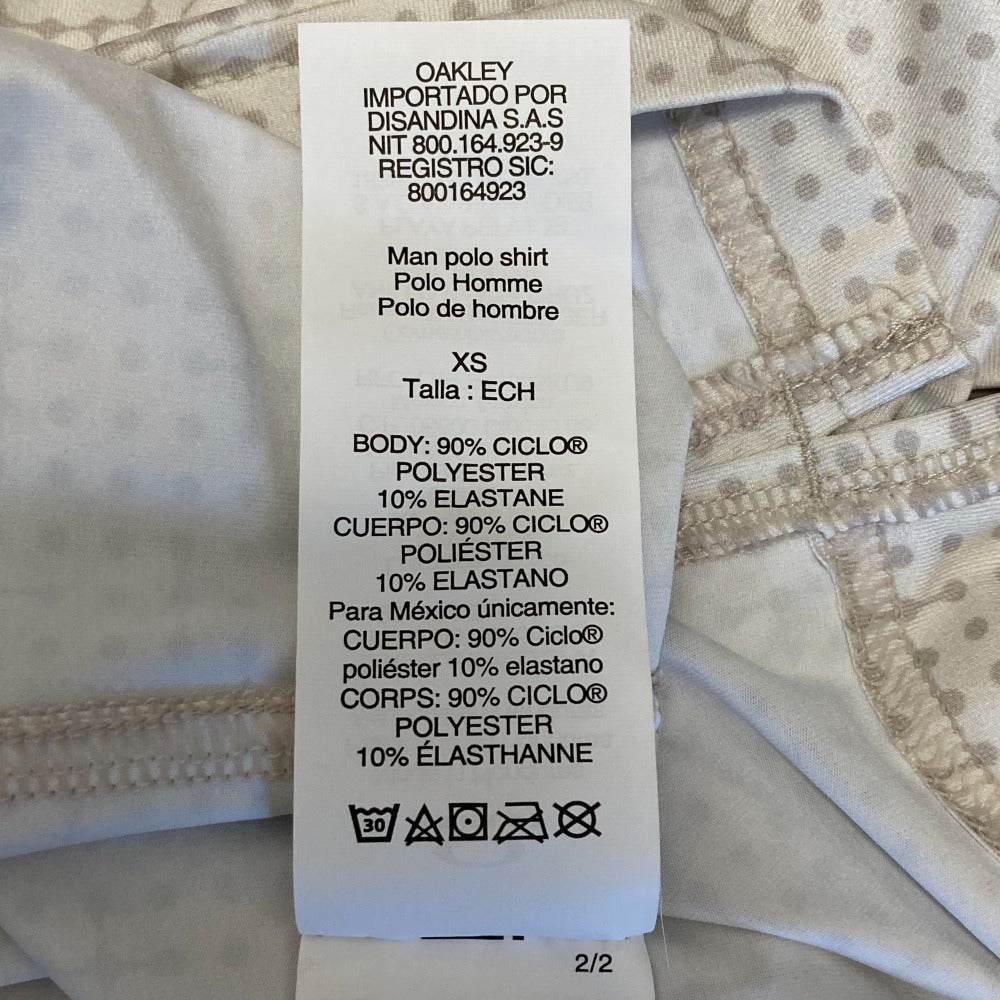 OAKLEY
IMPORTADO POR
DISANDINA S.A.S
NIT 800.164.923-9
REGISTRO SIC:
800164923
Man polo shirt
Polo Homme
Polo de hombre
XS
Talla : ECH
BODY: 90% CICLO®
POLYESTER
10% ELASTANE
CUERPO: 90% CICLO®
POLIÉSTER
10% ELASTANO
Para México únicamente:
CUERPO: 90% Ciclo®
poliéster 10% elastano
CORPS: 90% CICLO®
POLYESTER
10% ÉLASTHANNE
30
2/2